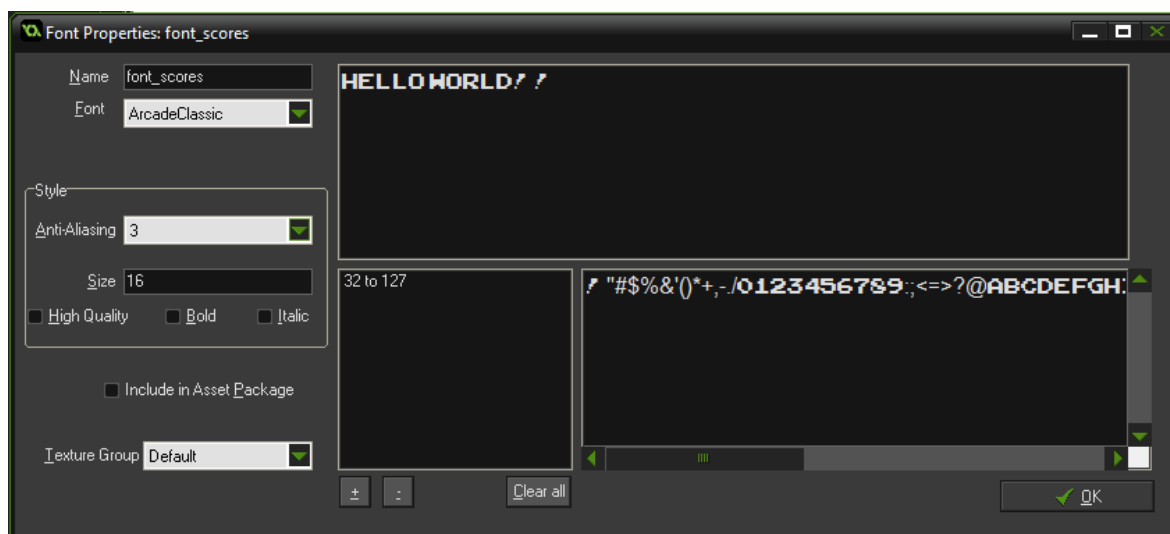 Font Properties: font_scores
Name font_scores
Font ArcadeClassic
Style
Anti-Aliasing 3
Size 16
High Quality Bold Italic
Include in Asset Package
Texture Group Default
HELLO WORLD! !
32 to 127
! "#$%&'()*+,-./0123456789:;<=>?@ABCDEFGH
+ - Clear all
OK